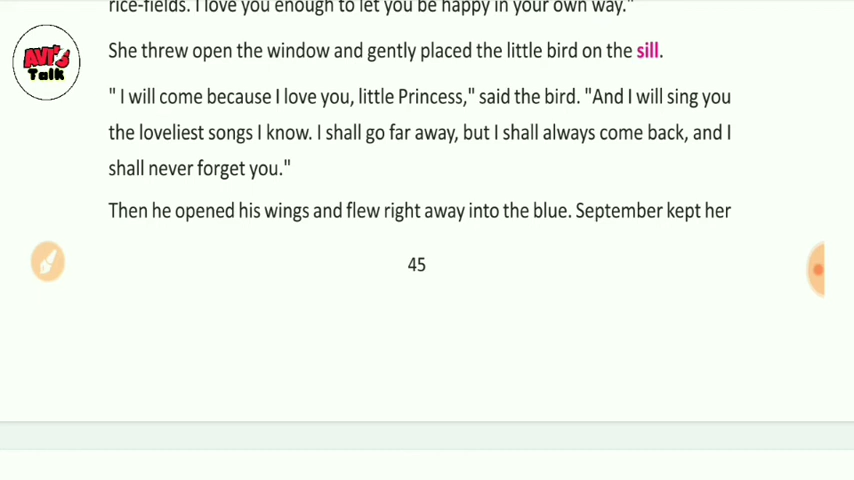 rice-fields. I love you enough to let you be happy in your own way."
AVI'S
Talk
She threw open the window and gently placed the little bird on the sill.
" I will come because I love you, little Princess," said the bird. "And I will sing you
the loveliest songs I know. I shall go far away, but I shall always come back, and I
shall never forget you."
Then he opened his wings and flew right away into the blue. September kept her
45